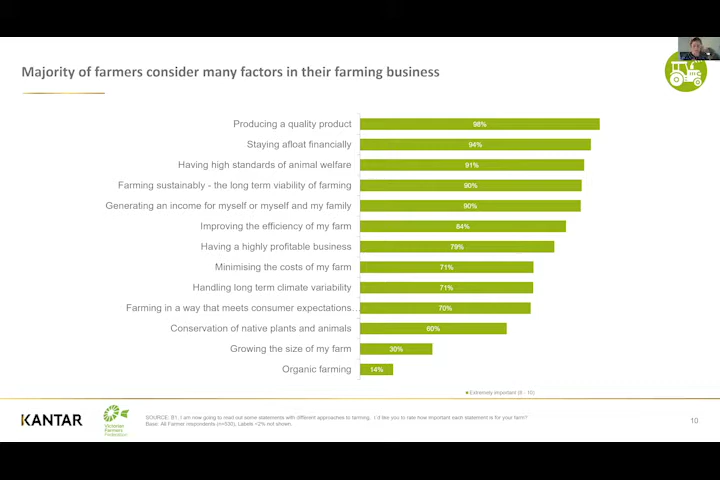 Majority of farmers consider many factors in their farming business
Producing a quality product 98%
Staying afloat financially 94%
Having high standards of animal welfare 91%
Farming sustainably - the long term viability of farming 90%
Generating an income for myself or myself and my family 90%
Improving the efficiency of my farm 84%
Having a highly profitable business 79%
Minimising the costs of my farm 71%
Handling long term climate variability 71%
Farming in a way that meets consumer expectations... 70%
Conservation of native plants and animals 60%
Growing the size of my farm 30%
Organic farming 14%
Extremely important (8 - 10)
KANTAR
Victorian
Farmers
Federation
SOURCE: B1. I am now going to read out some statements with different approaches to farming. I'd like you to rate how important each statement is for your farm?
Base: All Farmer respondents (n=530), Labels <2% not shown.
10